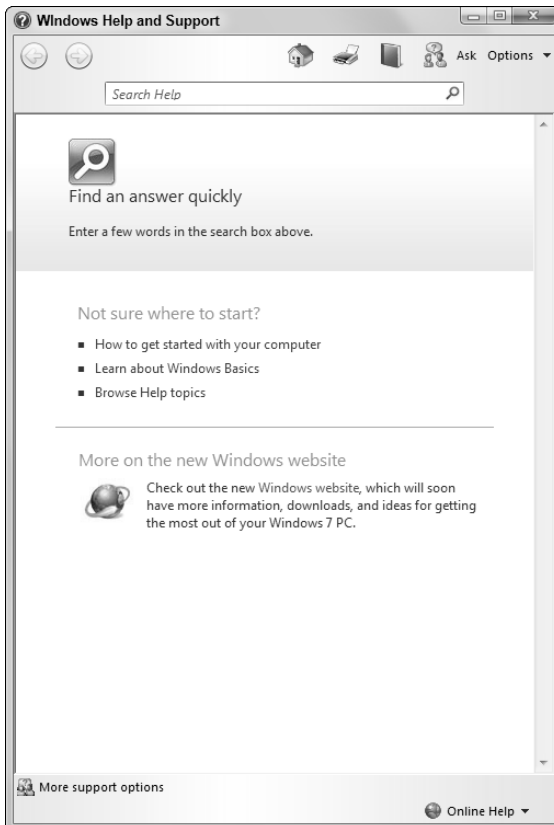 WIndows Help and Support
Ask Options
Search Help
Find an answer quickly
Enter a few words in the search box above.
Not sure where to start?
How to get started with your computer
Learn about Windows Basics
Browse Help topics
More on the new Windows website
Check out the new Windows website, which will soon
have more information, downloads, and ideas for getting
the most out of your Windows 7 PC.
More support options
Online Help